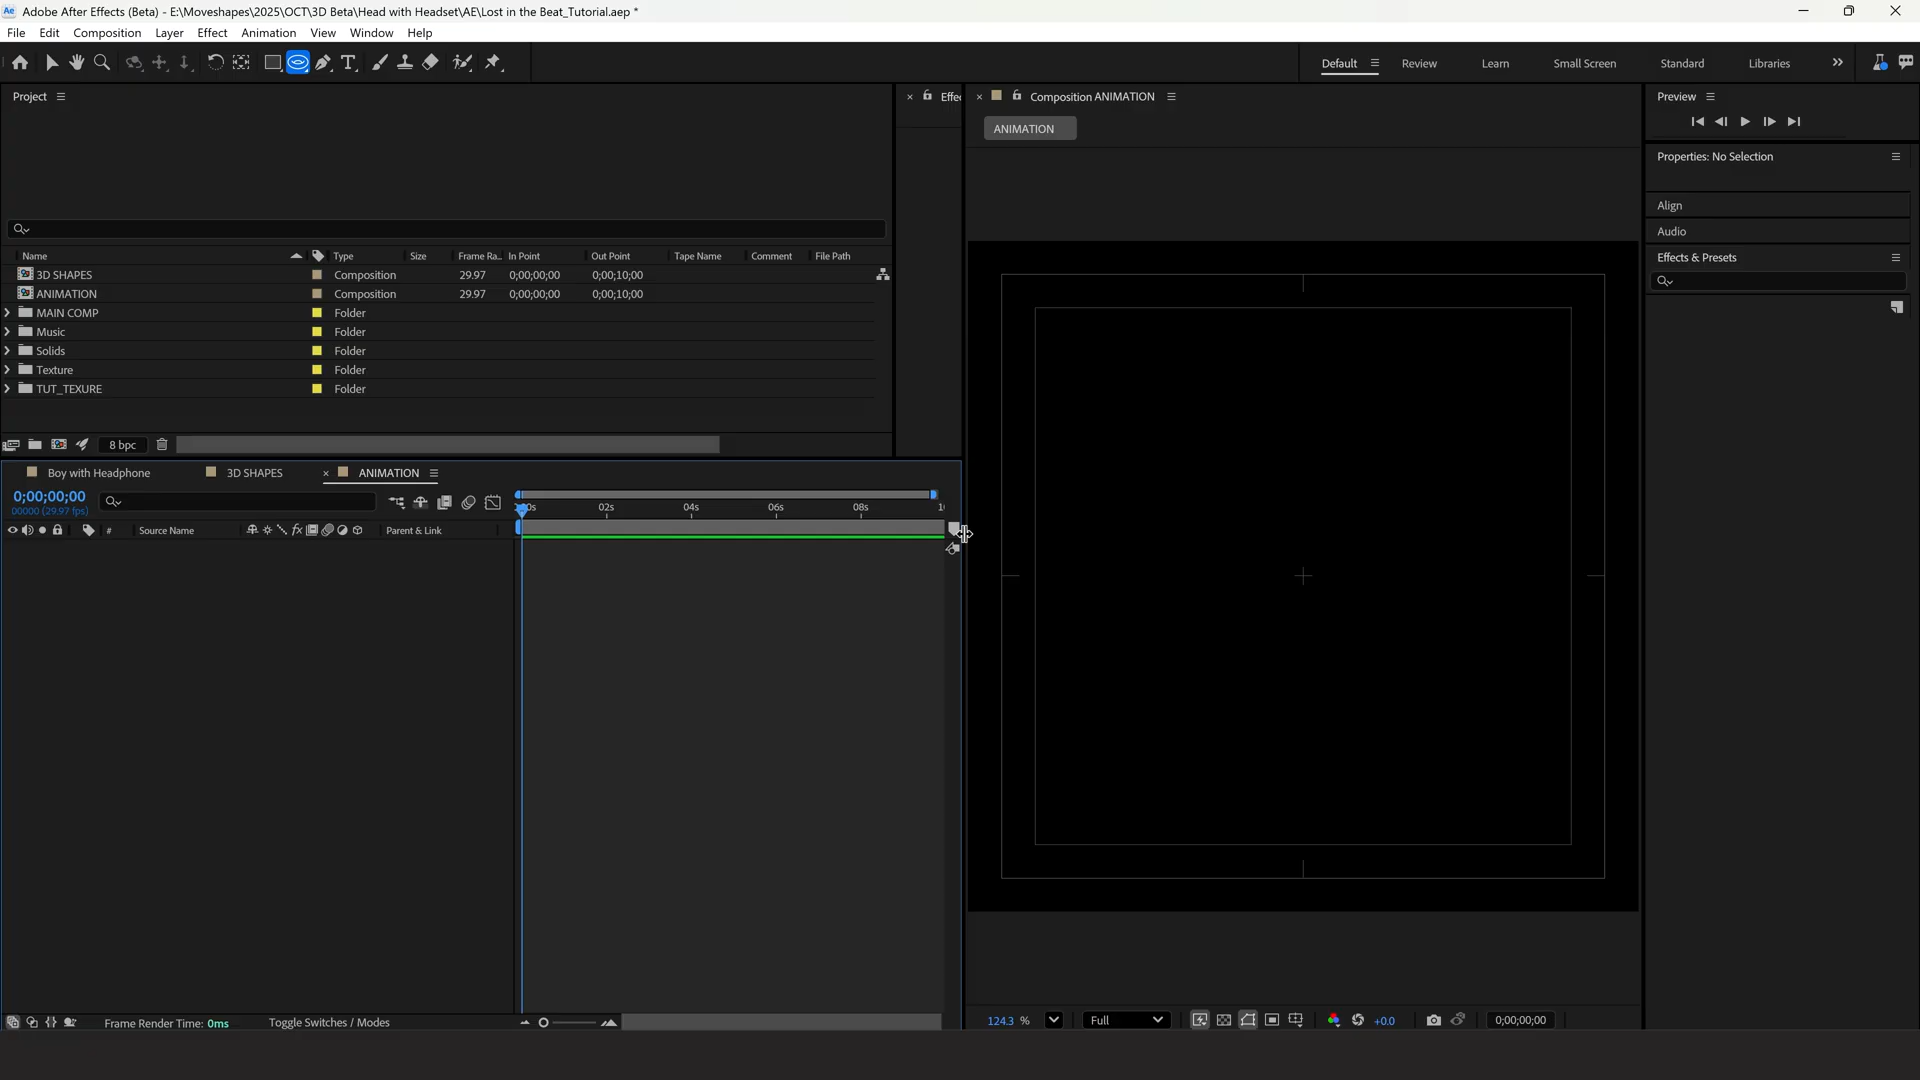 Ae Adobe After Effects (Beta) - E:\Moveshapes\2025\OCT\3D Beta\Head with Headset\AE\Lost in the Beat_Tutorial.aep *
File Edit Composition Layer Effect Animation View Window Help
Default Review Learn Small Screen Standard Libraries
Project
Effec
Composition ANIMATION
Preview
ANIMATION
Properties: No Selection
Align
Audio
Effects & Presets
Name Type Size Frame Ra... In Point Out Point Tape Name Comment File Path
3D SHAPES Composition 29.97 0;00;00;00 0;00;10;00
ANIMATION Composition 29.97 0;00;00;00 0;00;10;00
MAIN COMP Folder
Music Folder
Solids Folder
Texture Folder
TUT_TEXURE Folder
8 bpc
Boy with Headphone 3D SHAPES ANIMATION
0;00;00;00
00000 (29.97 fps)
02s 04s 06s 08s
# Source Name Parent & Link
Frame Render Time: 0ms Toggle Switches / Modes
124.3 % Full +0.0 0;00;00;00